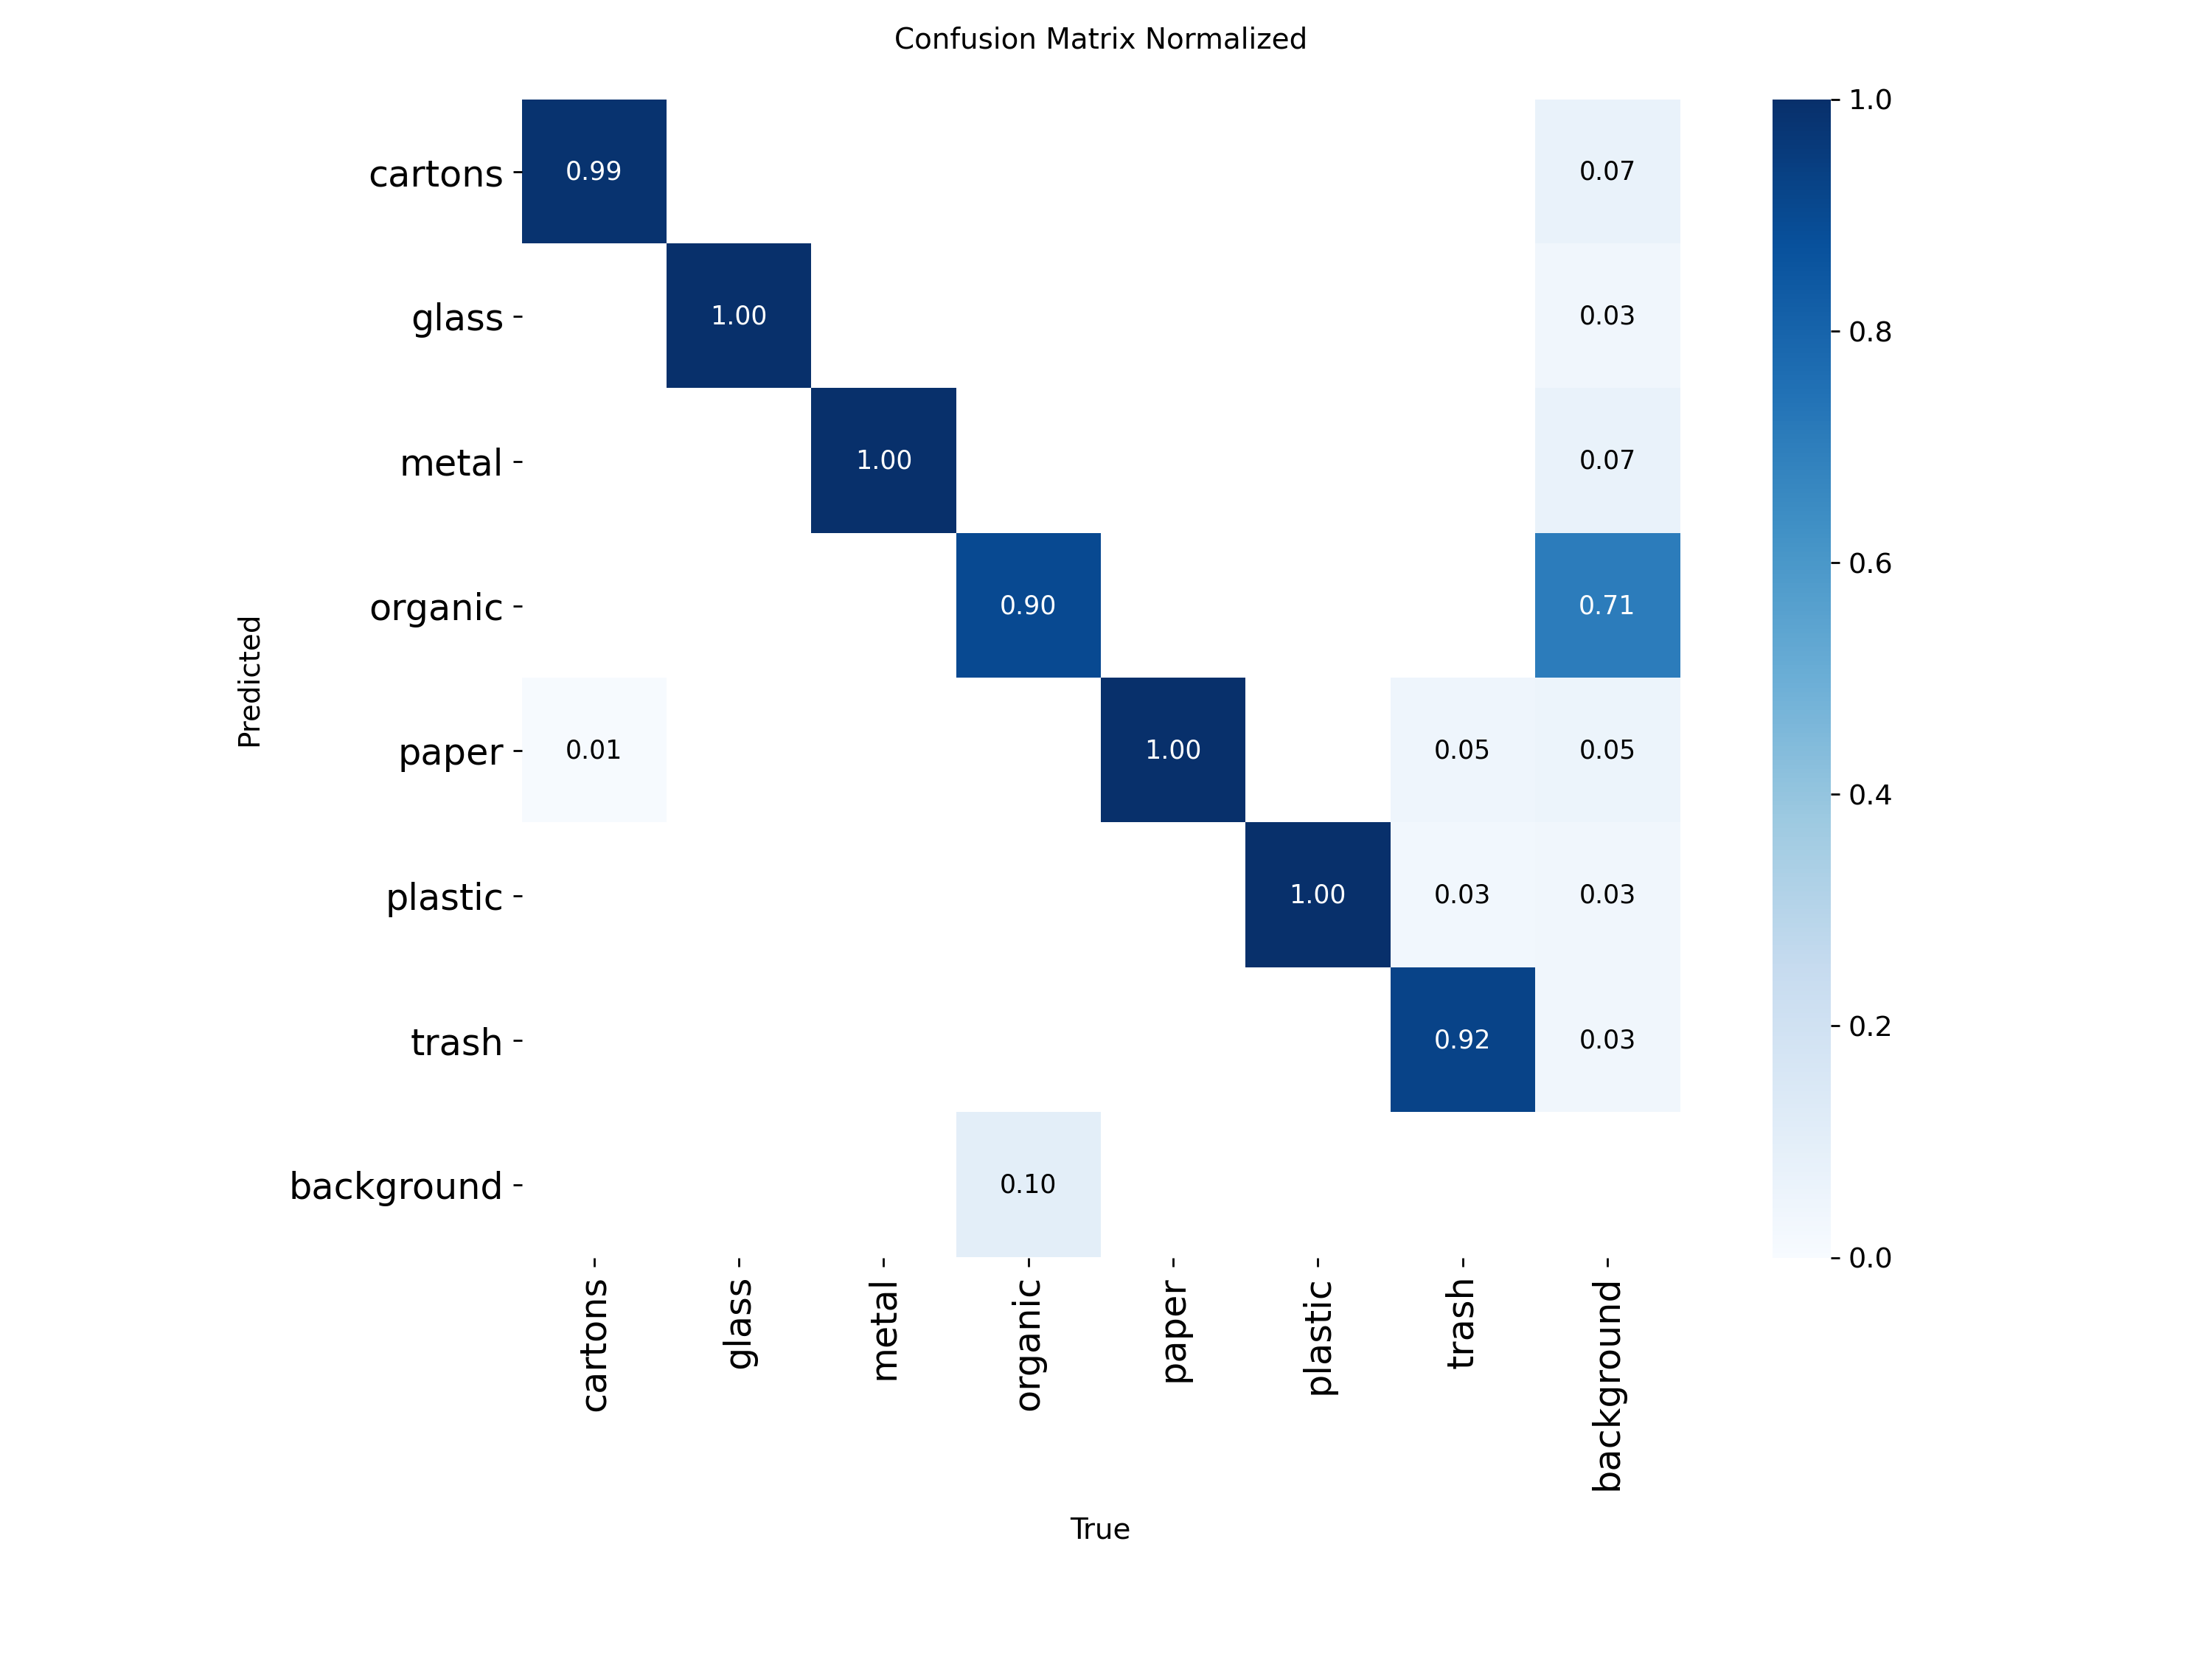 Confusion Matrix Normalized
cartons 0.99 0.07
glass 1.00 0.03
metal 1.00 0.07
organic 0.90 0.71
paper 0.01 1.00 0.05 0.05
plastic 1.00 0.03 0.03
trash 0.92 0.03
background 0.10
Predicted
cartons glass metal organic paper plastic trash background
True
1.0
0.8
0.6
0.4
0.2
0.0